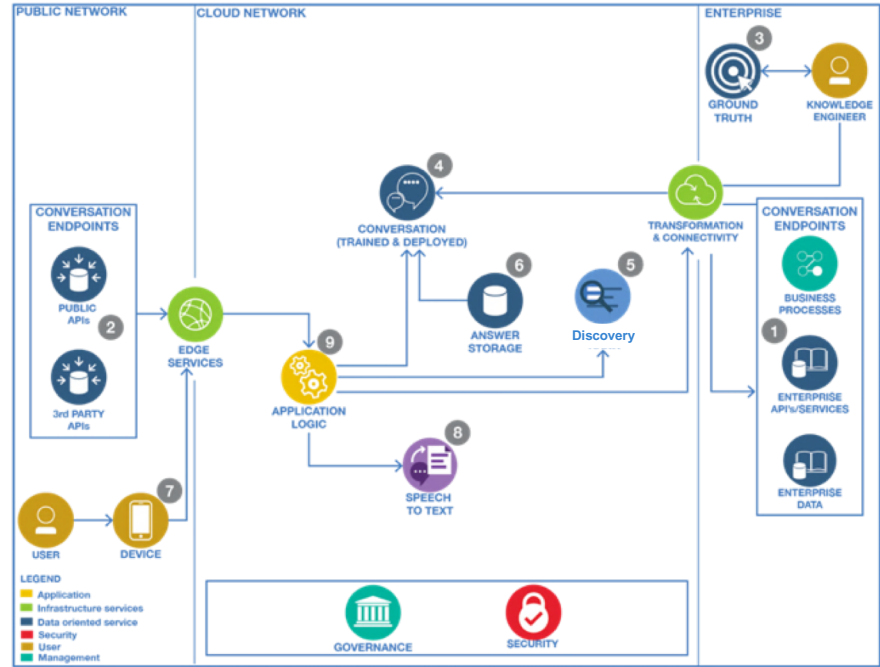 PUBLIC NETWORK
CLOUD NETWORK
ENTERPRISE
3
GROUND
TRUTH
KNOWLEDGE
ENGINEER
4
CONVERSATION
(TRAINED & DEPLOYED)
TRANSFORMATION
& CONNECTIVITY
CONVERSATION
ENDPOINTS
PUBLIC
APIs
2
3rd PARTY
APIs
EDGE
SERVICES
6
ANSWER
STORAGE
5
Discovery
9
APPLICATION
LOGIC
8
SPEECH
TO TEXT
CONVERSATION
ENDPOINTS
BUSINESS
PROCESSES
1
ENTERPRISE
API's/SERVICES
ENTERPRISE
DATA
7
USER
DEVICE
LEGEND
Application
Infrastructure services
Data oriented service
Security
User
Management
GOVERNANCE
SECURITY